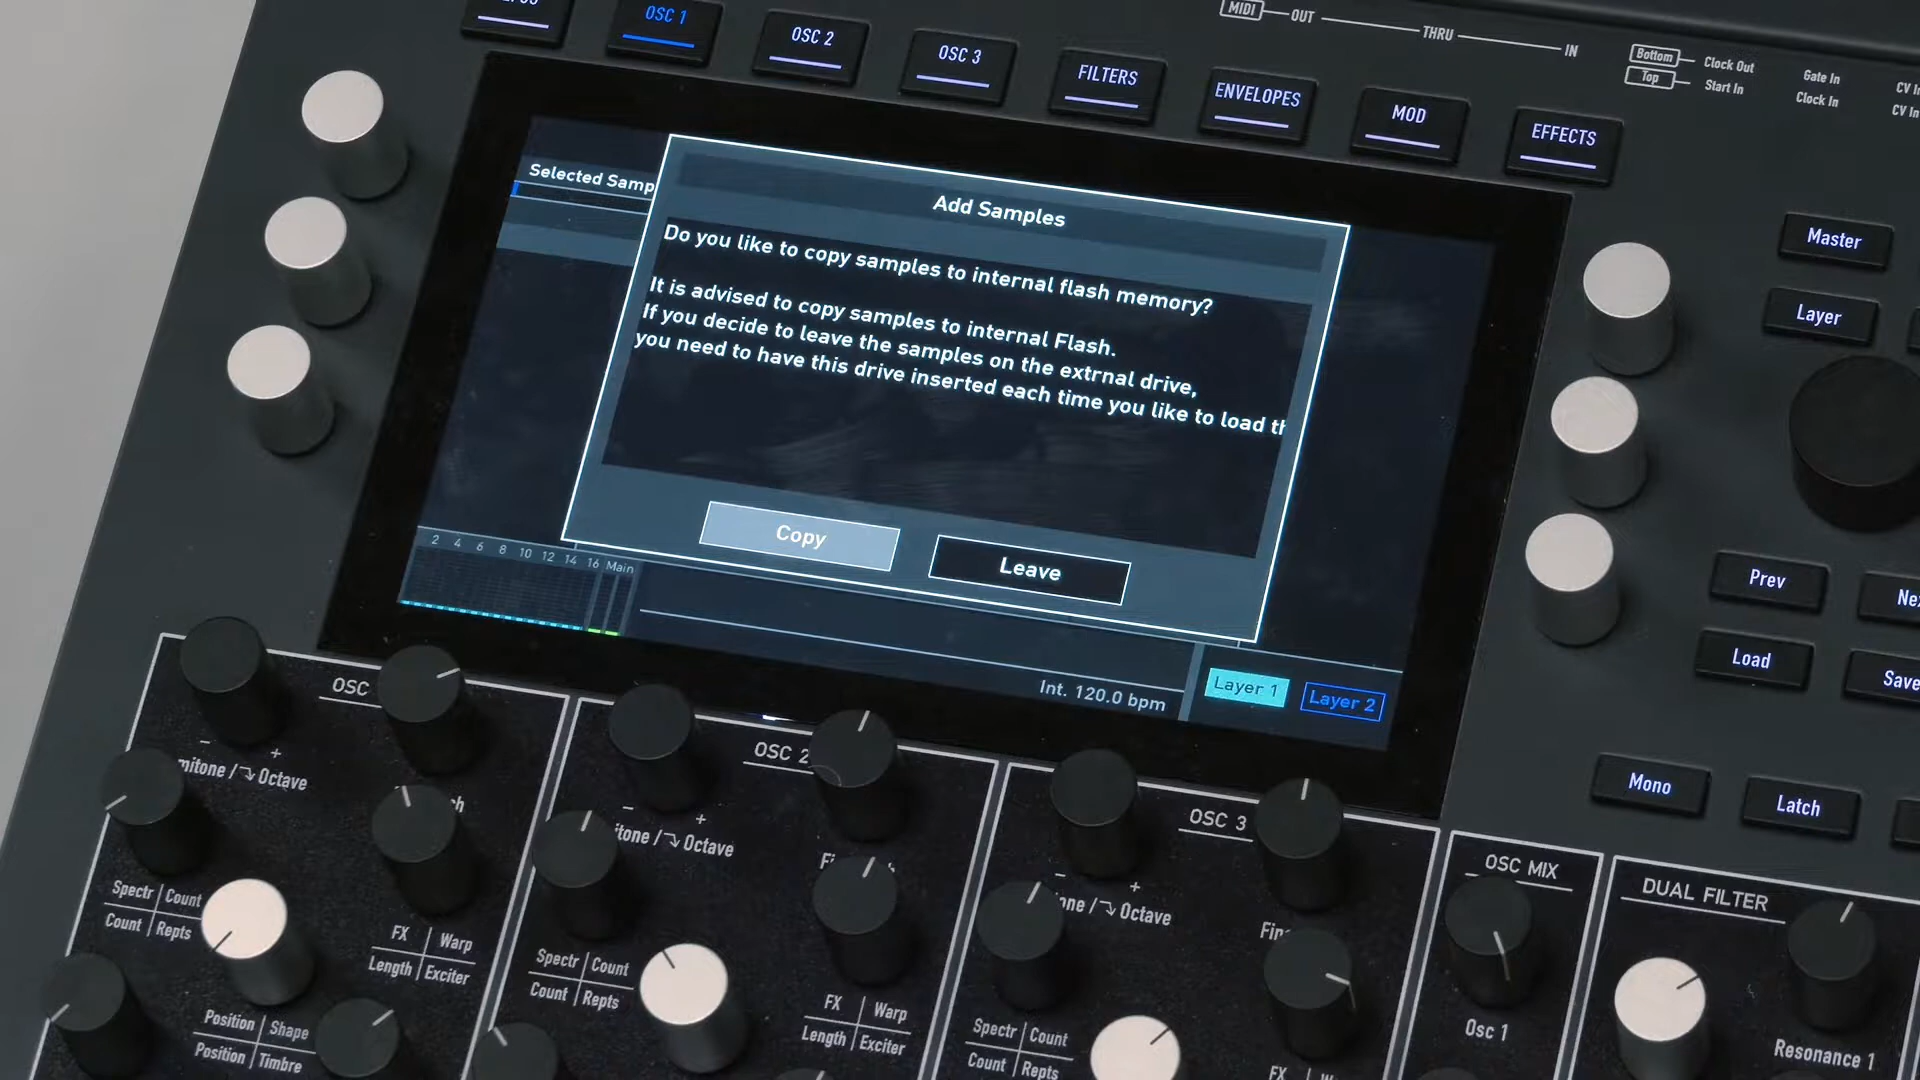 OSC 1
OSC 2
OSC 3
FILTERS
ENVELOPES
MOD
EFFECTS
MIDI OUT THRU IN
Bottom Clock Out
Top Start In
Gate In
Clock In
CV
CV
Master
Layer
Prev
Load
Save
Mono
Latch
Selected Samp
Add Samples
Do you like to copy samples to internal flash memory?
It is advised to copy samples to internal Flash.
If you decide to leave the samples on the extrnal drive,
you need to have this drive inserted each time you like to load th
Copy
Leave
2 4 6 8 10 12 14 16 Main
Int. 120.0 bpm
Layer 1
Layer 2
OSC
- +
mitone / Octave
Spectr Count
Count Repts
FX Warp
Length Exciter
Position Shape
Position Timbre
OSC 2
- +
itone / Octave
Spectr Count
Count Repts
FX Warp
Length Exciter
OSC 3
- +
one / Octave
Fin
Spectr Count
Count Repts
FX
OSC MIX
Osc 1
DUAL FILTER
Resonance 1